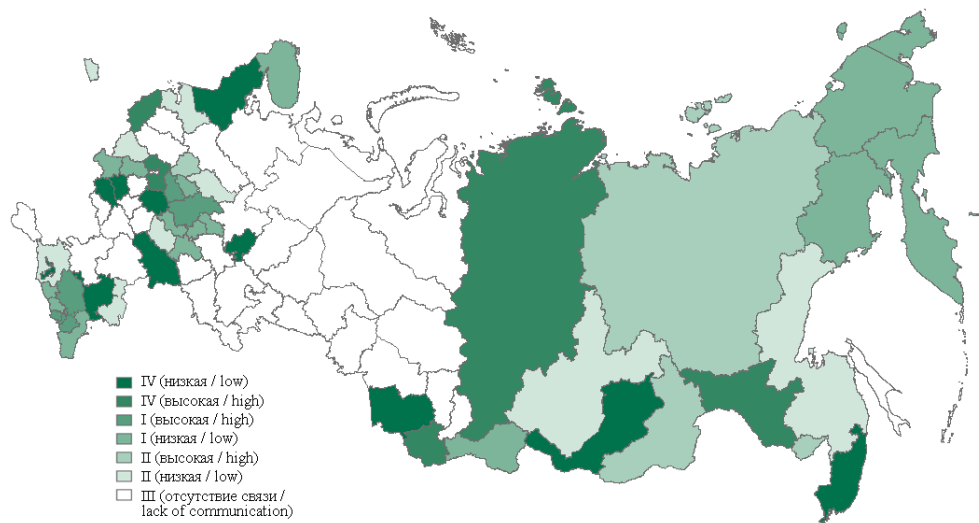 IV (низкая / low)
IV (высокая / high)
I (высокая / high)
I (низкая / low)
II (высокая / high)
II (низкая / low)
III (отсутствие связи /
lack of communication)